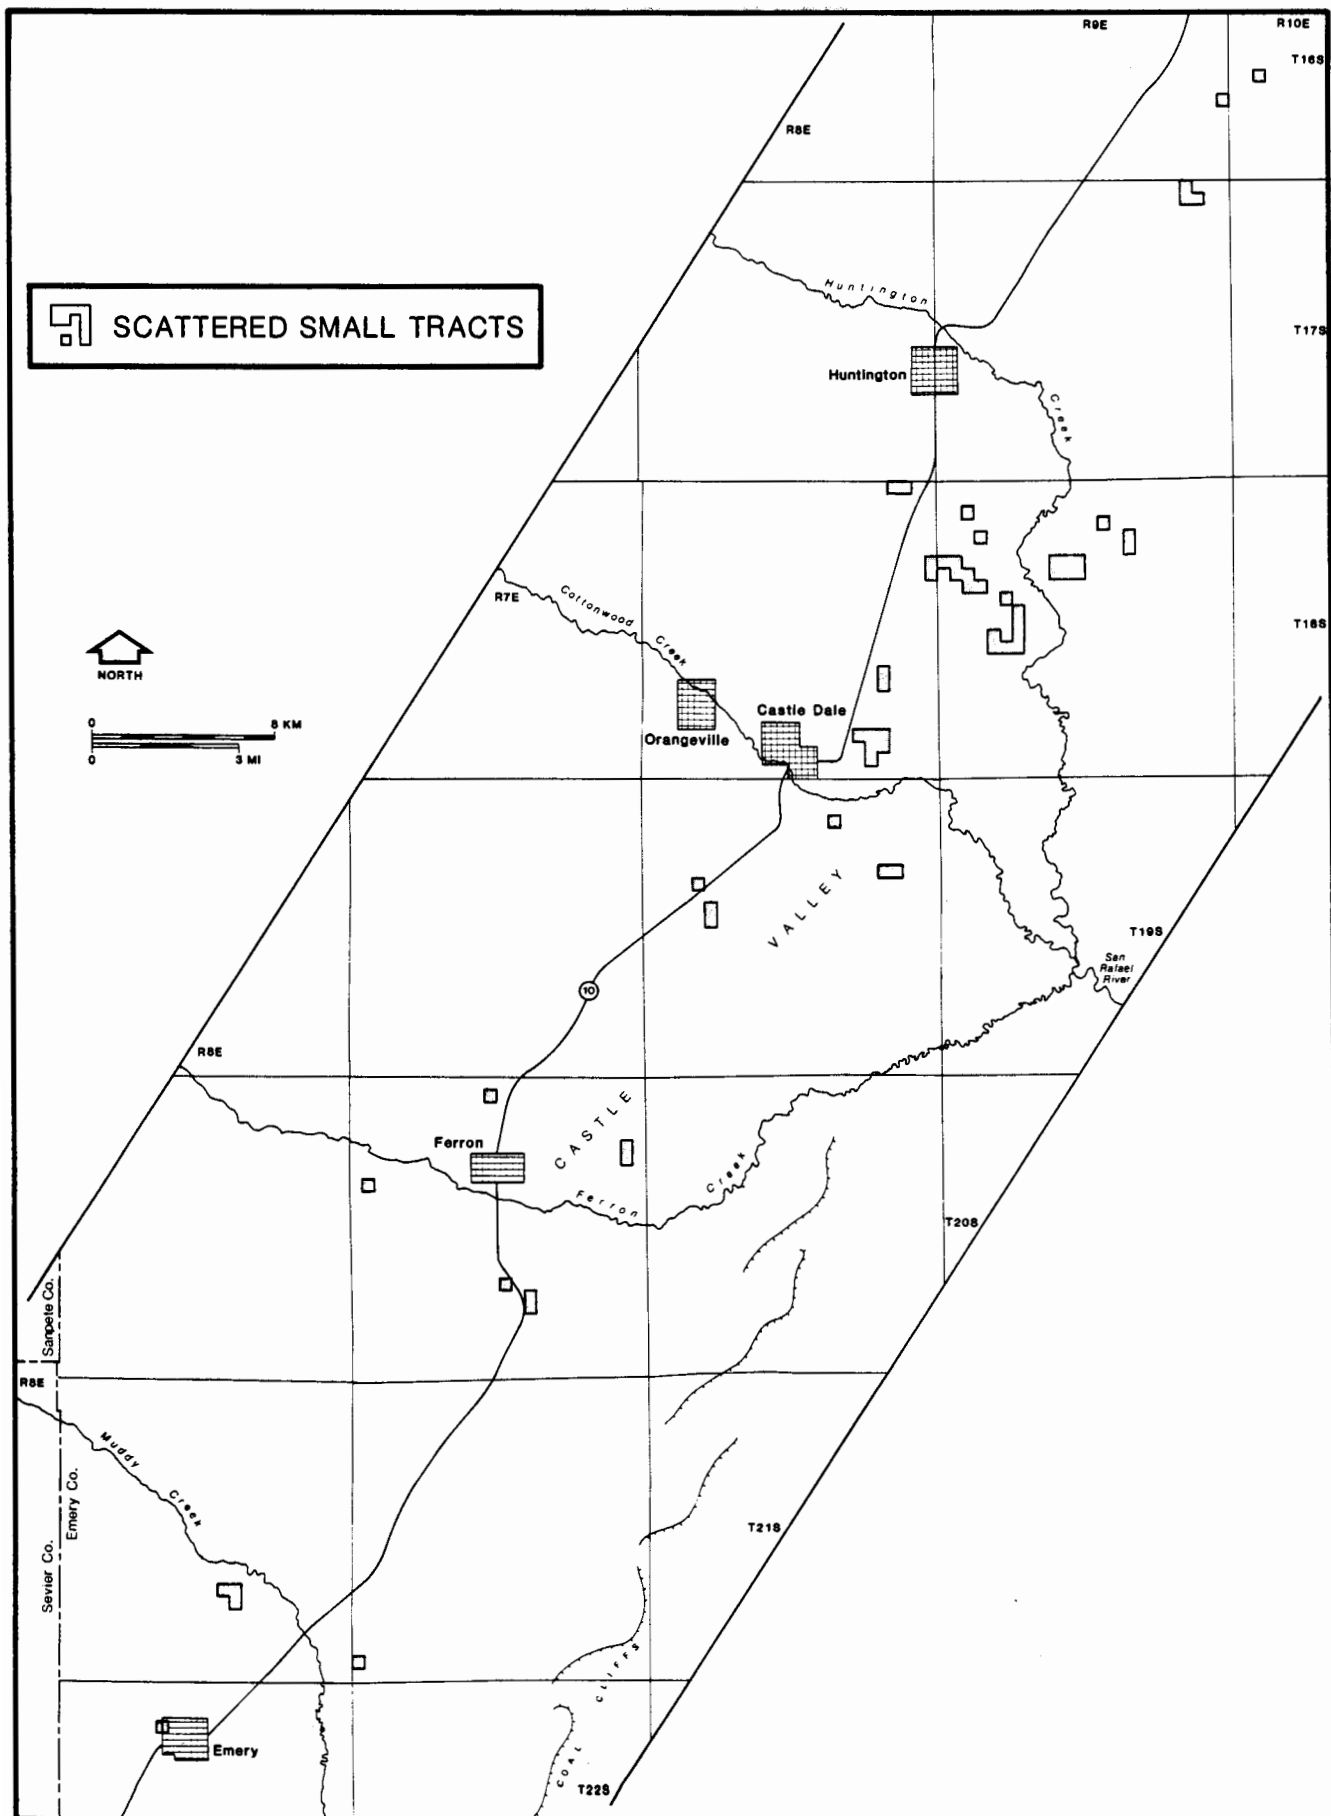 R9E
R10E
T16S
R8E
Huntington
Creek
SCATTERED SMALL TRACTS
T17S
Huntington
R7E
Cottonwood
Creek
T18S
NORTH
0 8 KM
0 3 MI
Castle Dale
Orangeville
VALLEY
T19S
San
Rafael
River
10
R6E
CASTLE
Ferron
Ferron
Creek
T20S
Sanpete Co.
R8E
Muddy
Creek
Sevier Co.
Emery Co.
T21S
COAL CLIFFS
Emery
T22S